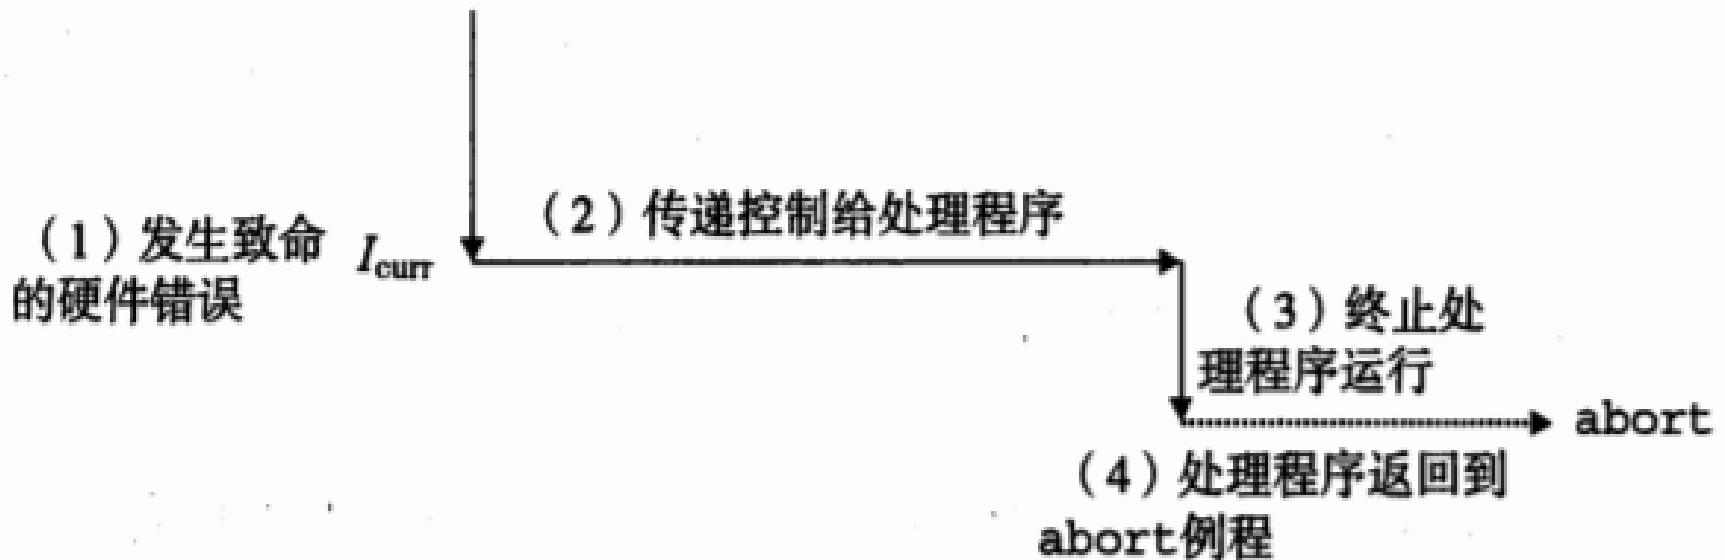 (1)发生致命
的硬件错误
Icurr
(2)传递控制给处理程序
(3)终止处
理程序运行
abort
(4)处理程序返回到
abort例程